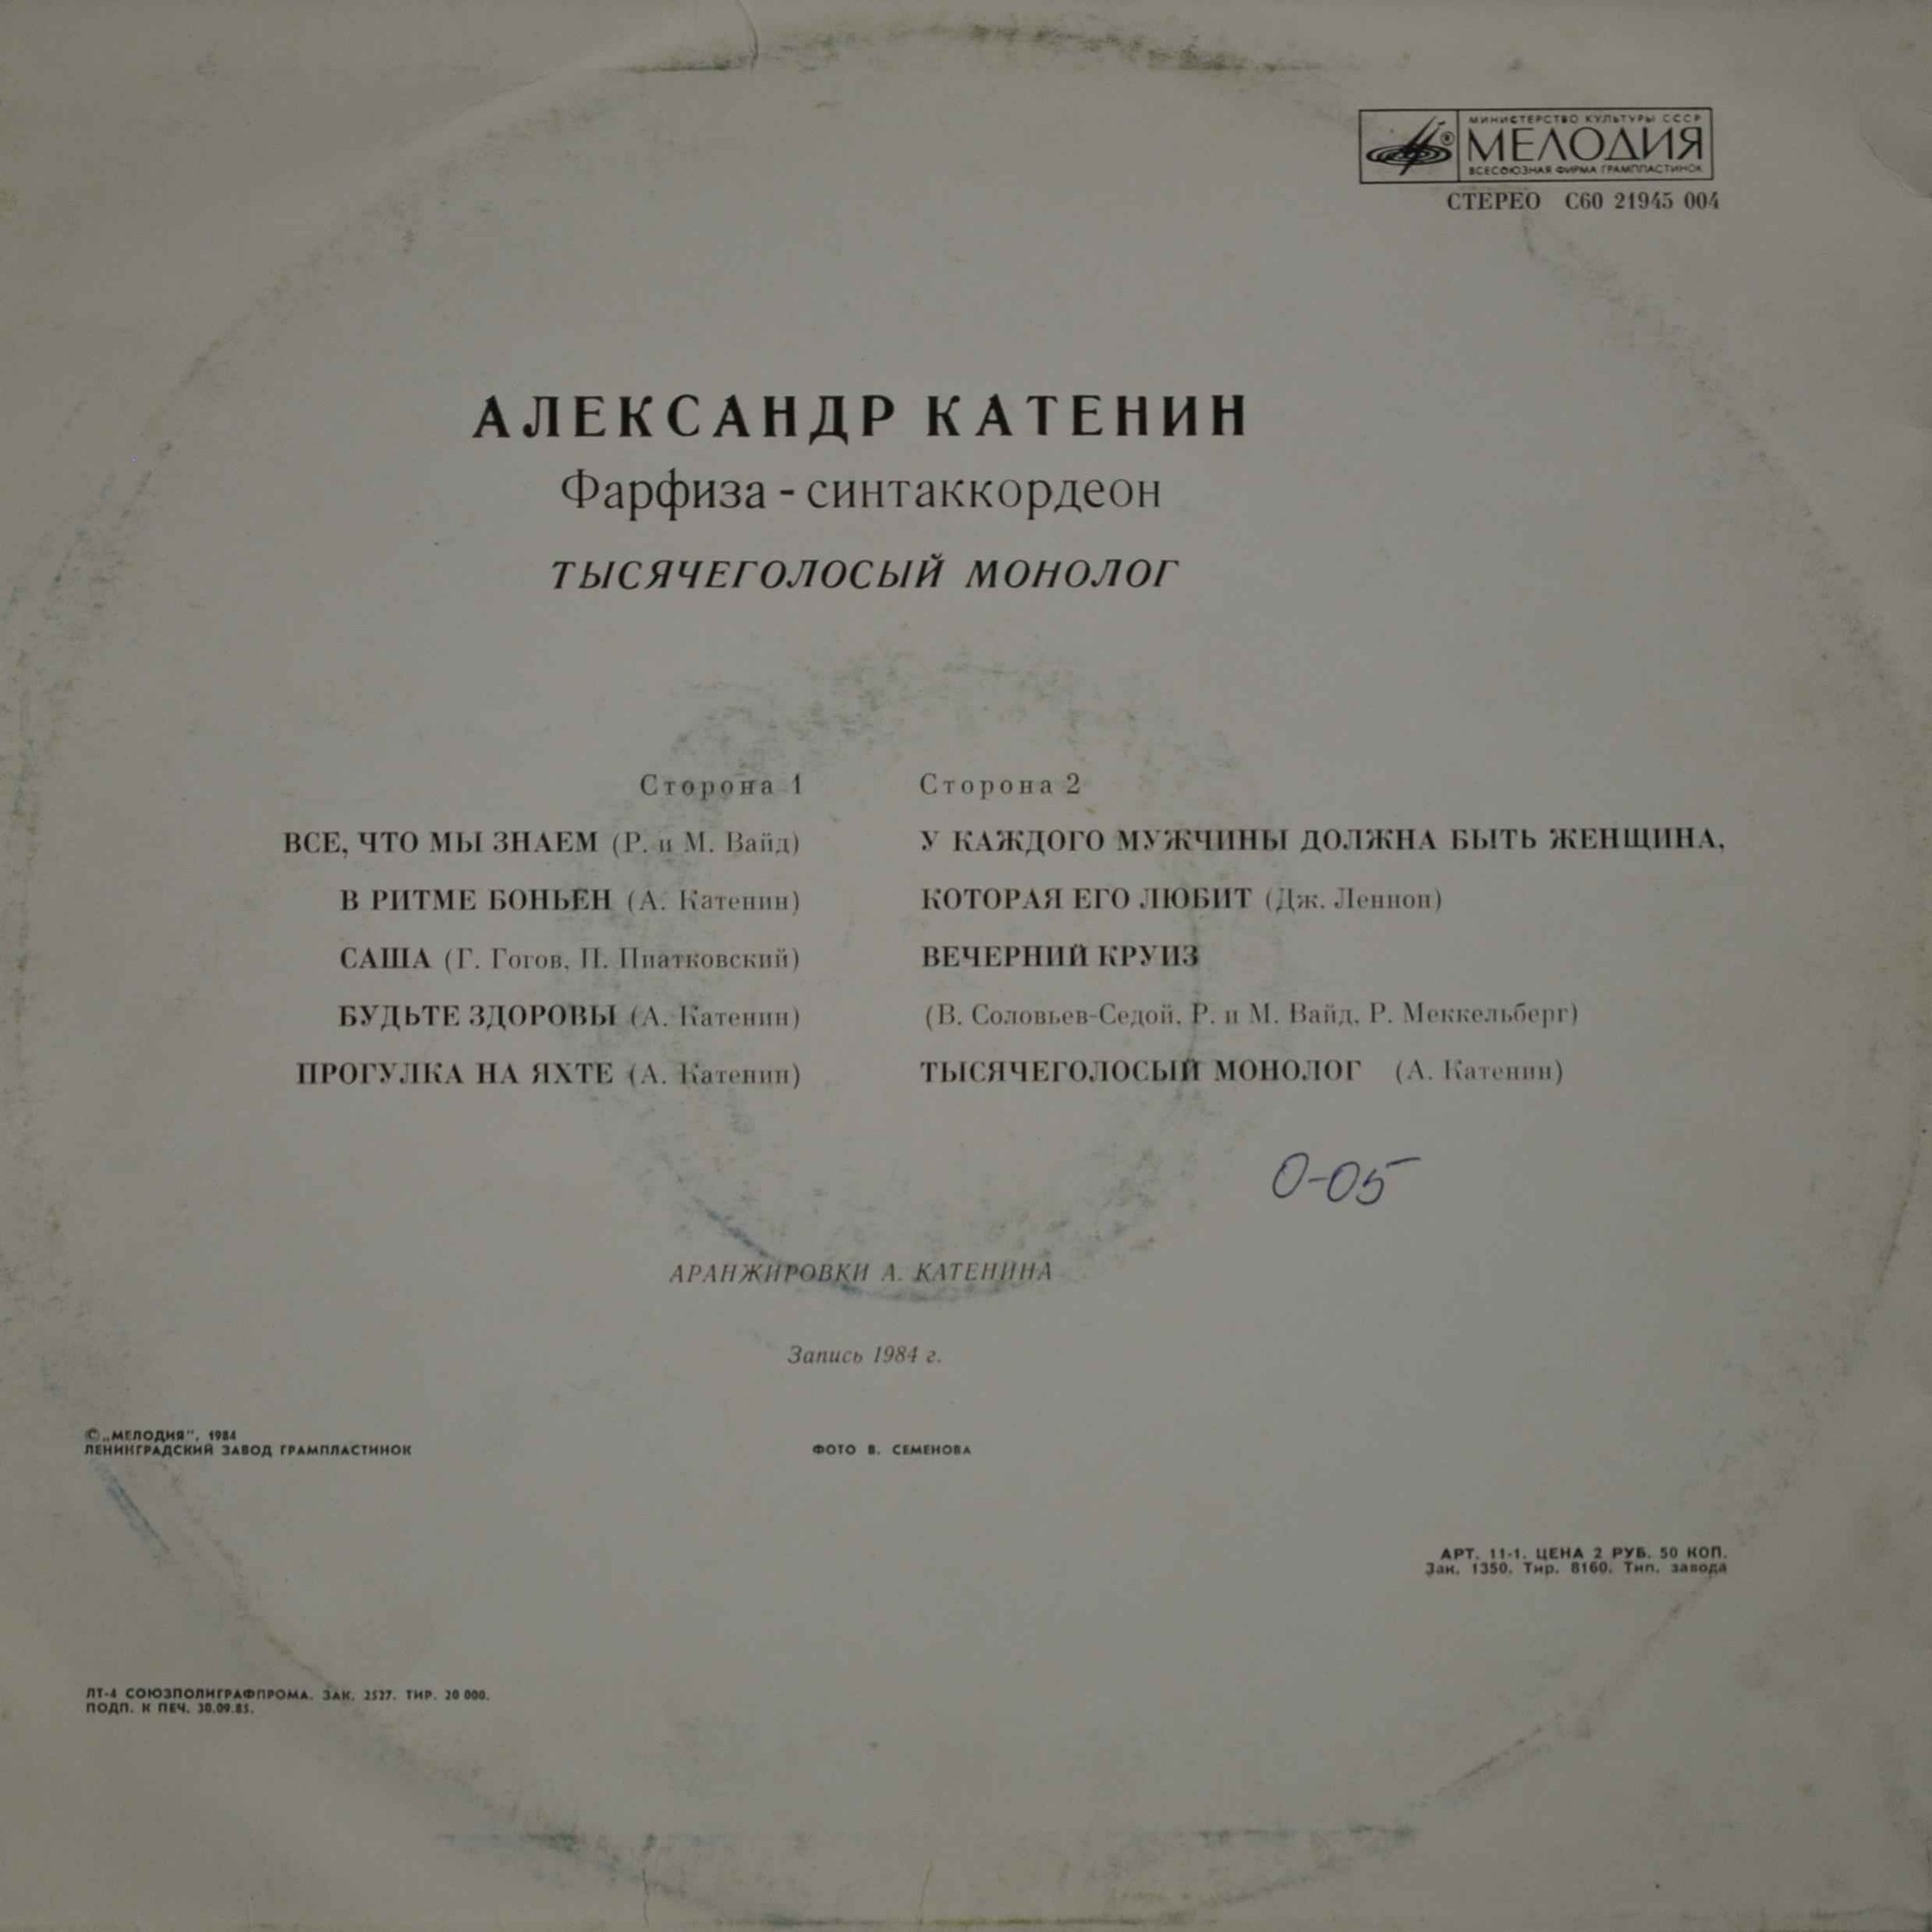 МИНИСТЕРСТВО КУЛЬТУРЫ СССР
МЕЛОДИЯ
ВСЕСОЮЗНАЯ ФИРМА ГРАМПЛАСТИНОК
СТЕРЕО С60 21945 004
АЛЕКСАНДР КАТЕНИН
Фарфиза - синтаккордеон
ТЫСЯЧЕГОЛОСЫЙ МОНОЛОГ
Сторона 1
ВСЕ, ЧТО МЫ ЗНАЕМ (Р. и М. Вайд)
В РИТМЕ БОНЬЕН (А. Катенин)
САША (Г. Гогов, П. Пиатковский)
БУДЬТЕ ЗДОРОВЫ (А. Катенин)
ПРОГУЛКА НА ЯХТЕ (А. Катенин)
Сторона 2
У КАЖДОГО МУЖЧИНЫ ДОЛЖНА БЫТЬ ЖЕНЩИНА,
КОТОРАЯ ЕГО ЛЮБИТ (Дж. Леннон)
ВЕЧЕРНИЙ КРУИЗ
(В. Соловьев-Седой, Р. и М. Вайд, Р. Меккельберг)
ТЫСЯЧЕГОЛОСЫЙ МОНОЛОГ (А. Катенин)
0-05
АРАНЖИРОВКИ А. КАТЕНИНА
Запись 1984 г.
© „МЕЛОДИЯ", 1984
ЛЕНИНГРАДСКИЙ ЗАВОД ГРАМПЛАСТИНОК
ФОТО В. СЕМЕНОВА
АРТ. 11-1. ЦЕНА 2 РУБ. 50 КОП.
Зак. 1350. Тир. 8160. Тип. завода
ЛТ-4 СОЮЗПОЛИГРАФПРОМА. ЗАК. 2527. ТИР. 20 000.
ПОДП. К ПЕЧ. 30.09.85.